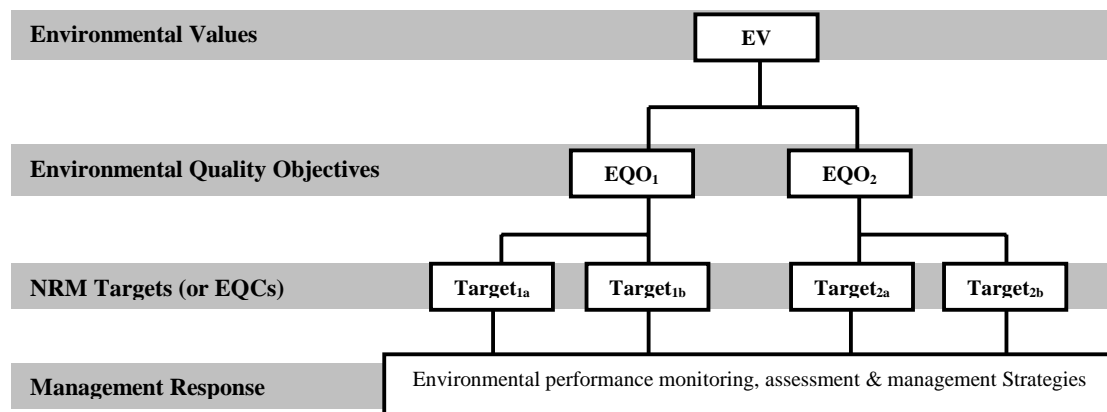 Environmental Values
EV
Environmental Quality Objectives
EQO₁
EQO₂
NRM Targets (or EQCs)
Target₁ₐ
Target₁b
Target₂ₐ
Target₂b
Management Response
Environmental performance monitoring, assessment & management Strategies